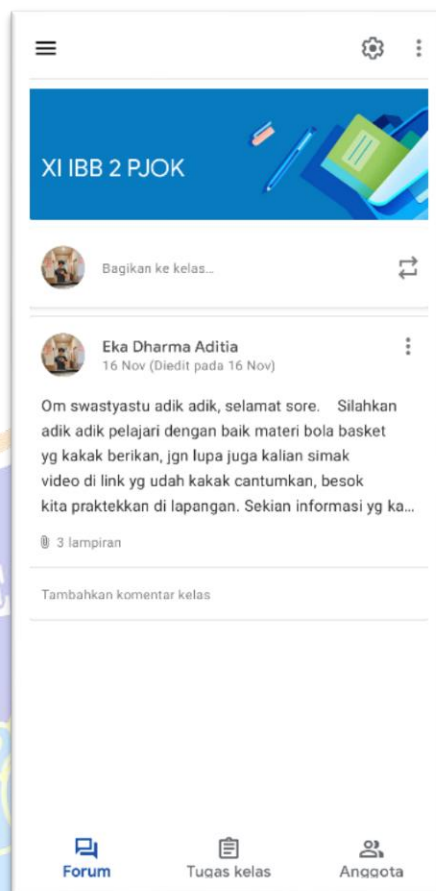 XI IBB 2 PJOK
Bagikan ke kelas...
Eka Dharma Aditia
16 Nov (Diedit pada 16 Nov)
Om swastyastu adik adik, selamat sore. Silahkan
adik adik pelajari dengan baik materi bola basket
yg kakak berikan, jgn lupa juga kalian simak
video di link yg udah kakak cantumkan, besok
kita praktekkan di lapangan. Sekian informasi yg ka...
3 lampiran
Tambahkan komentar kelas
Forum Tugas kelas Anggota